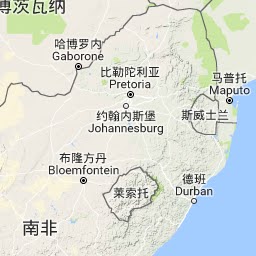 博茨瓦纳
哈博罗内
Gaborone
比勒陀利亚
Pretoria
马普托
Maputo
约翰内斯堡
Johannesburg
斯威士兰
布隆方丹
Bloemfontein
莱索托
德班
Durban
南非